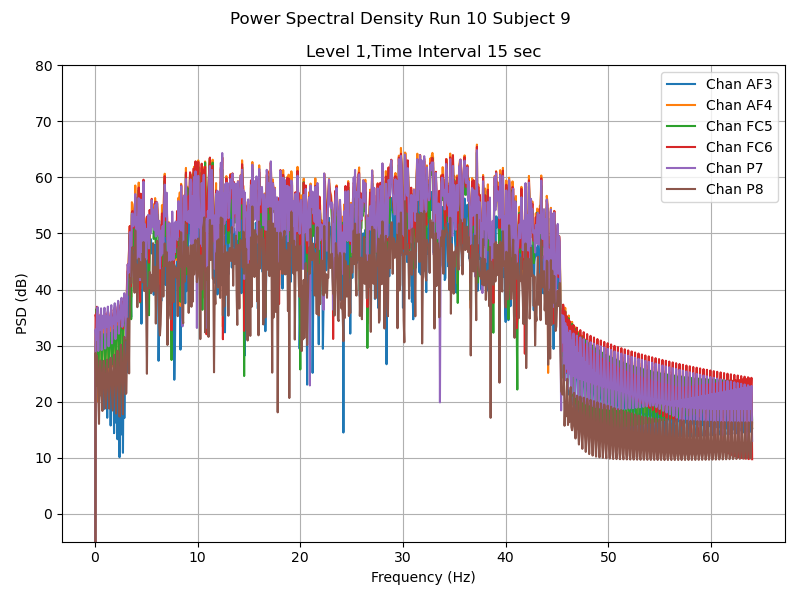 Power Spectral Density Run 10 Subject 9
Level 1,Time Interval 15 sec
80
70
60
50
40
30
20
10
0
PSD (dB)
Chan AF3
Chan AF4
Chan FC5
Chan FC6
Chan P7
Chan P8
0 10 20 30 40 50 60
Frequency (Hz)